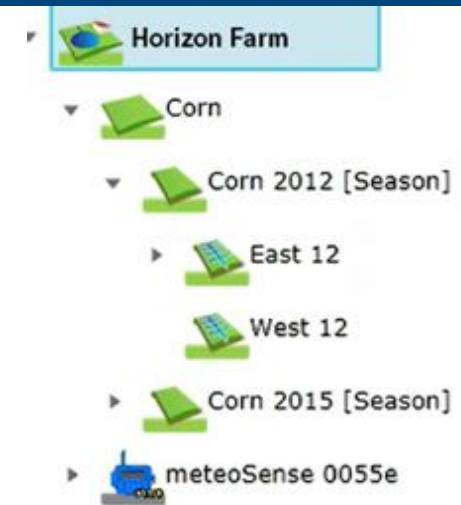 Horizon Farm
Corn
Corn 2012 [Season]
East 12
West 12
Corn 2015 [Season]
meteoSense 0055e